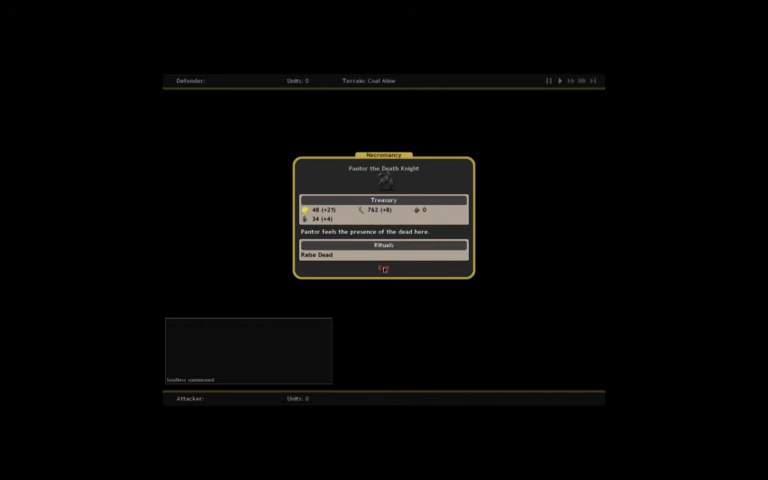 Defender: Units: 0 Terrain: Coal Mine
Necromancy
Pantor the Death Knight
Treasury
48 (+21) 762 (+8) 0
34 (+4)
Pantor feels the presence of the dead here.
Rituals
Raise Dead
Soulless summoned
Attacker: Units: 0